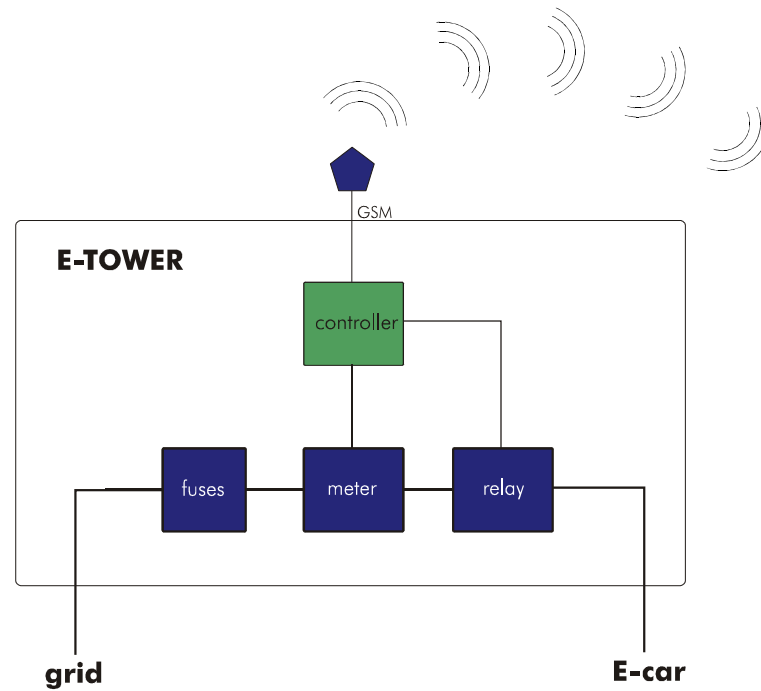 GSM
E-TOWER
controller
fuses
meter
relay
grid
E-car